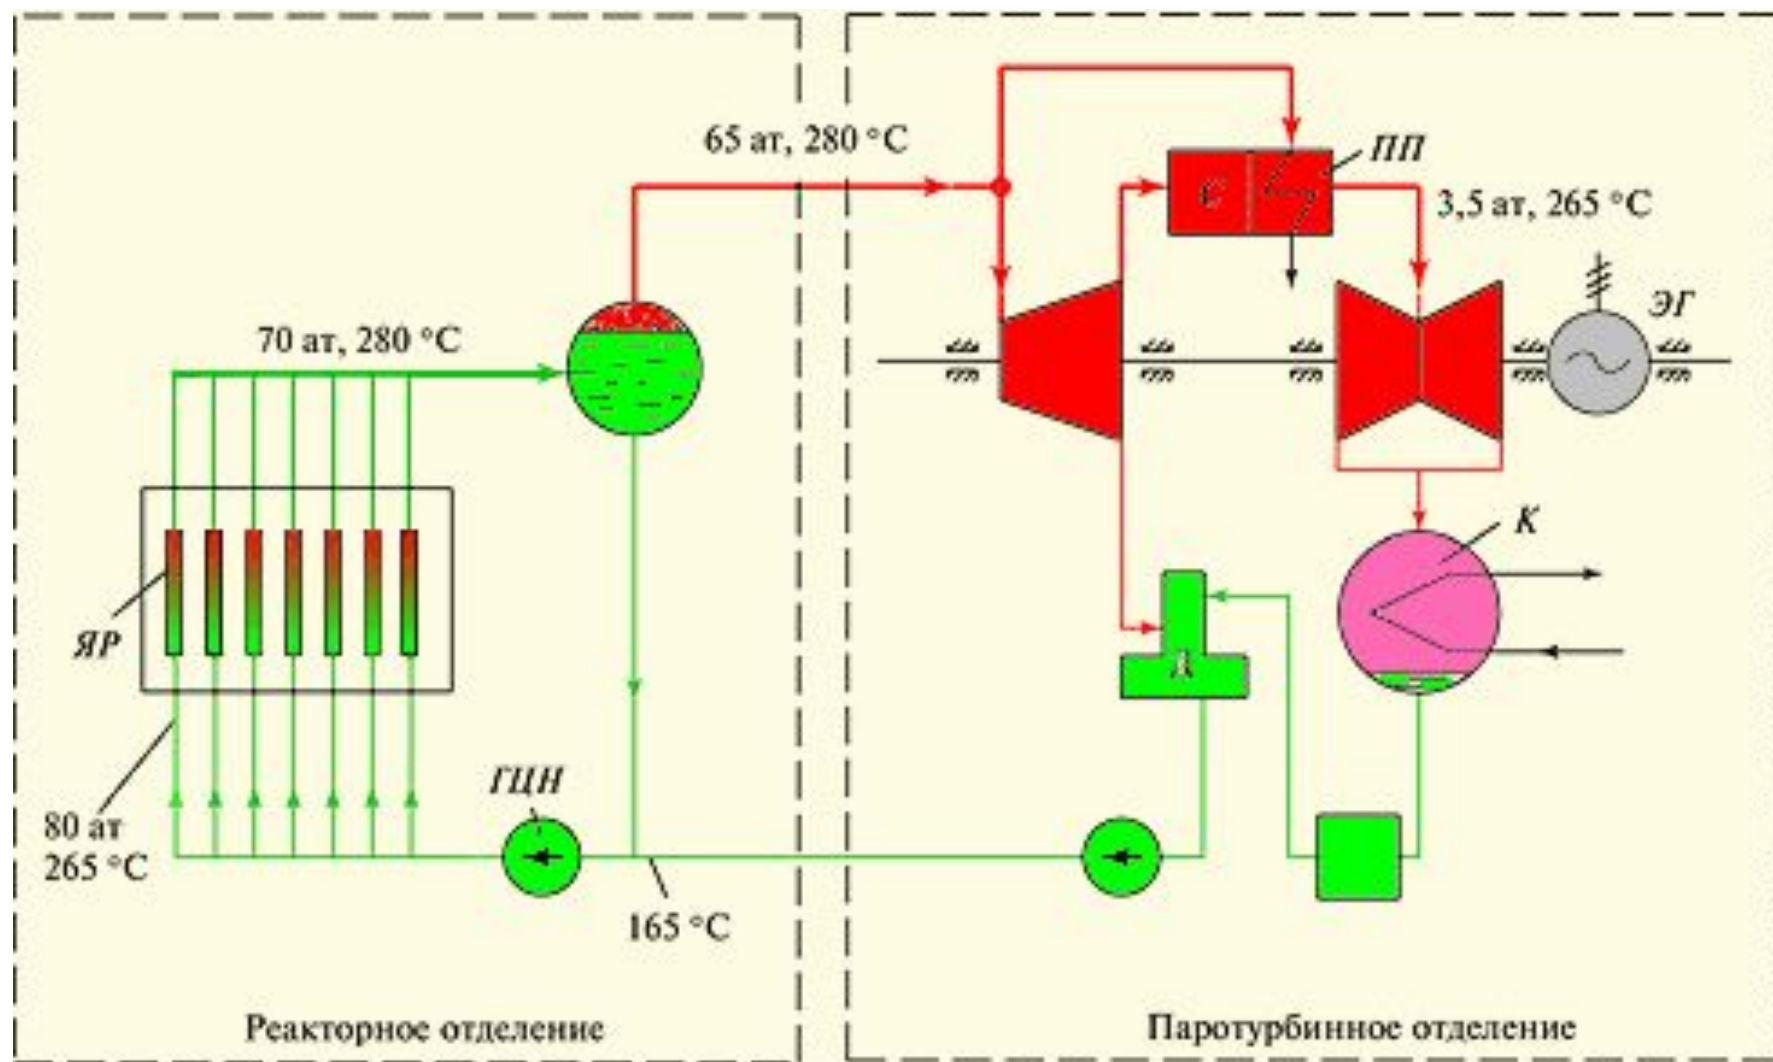 65 ат, 280 °C
ПП
3,5 ат, 265 °C
С
ЭГ
70 ат, 280 °C
К
ЯР
Д
ГЦН
80 ат
265 °C
165 °C
Реакторное отделение
Паротурбинное отделение